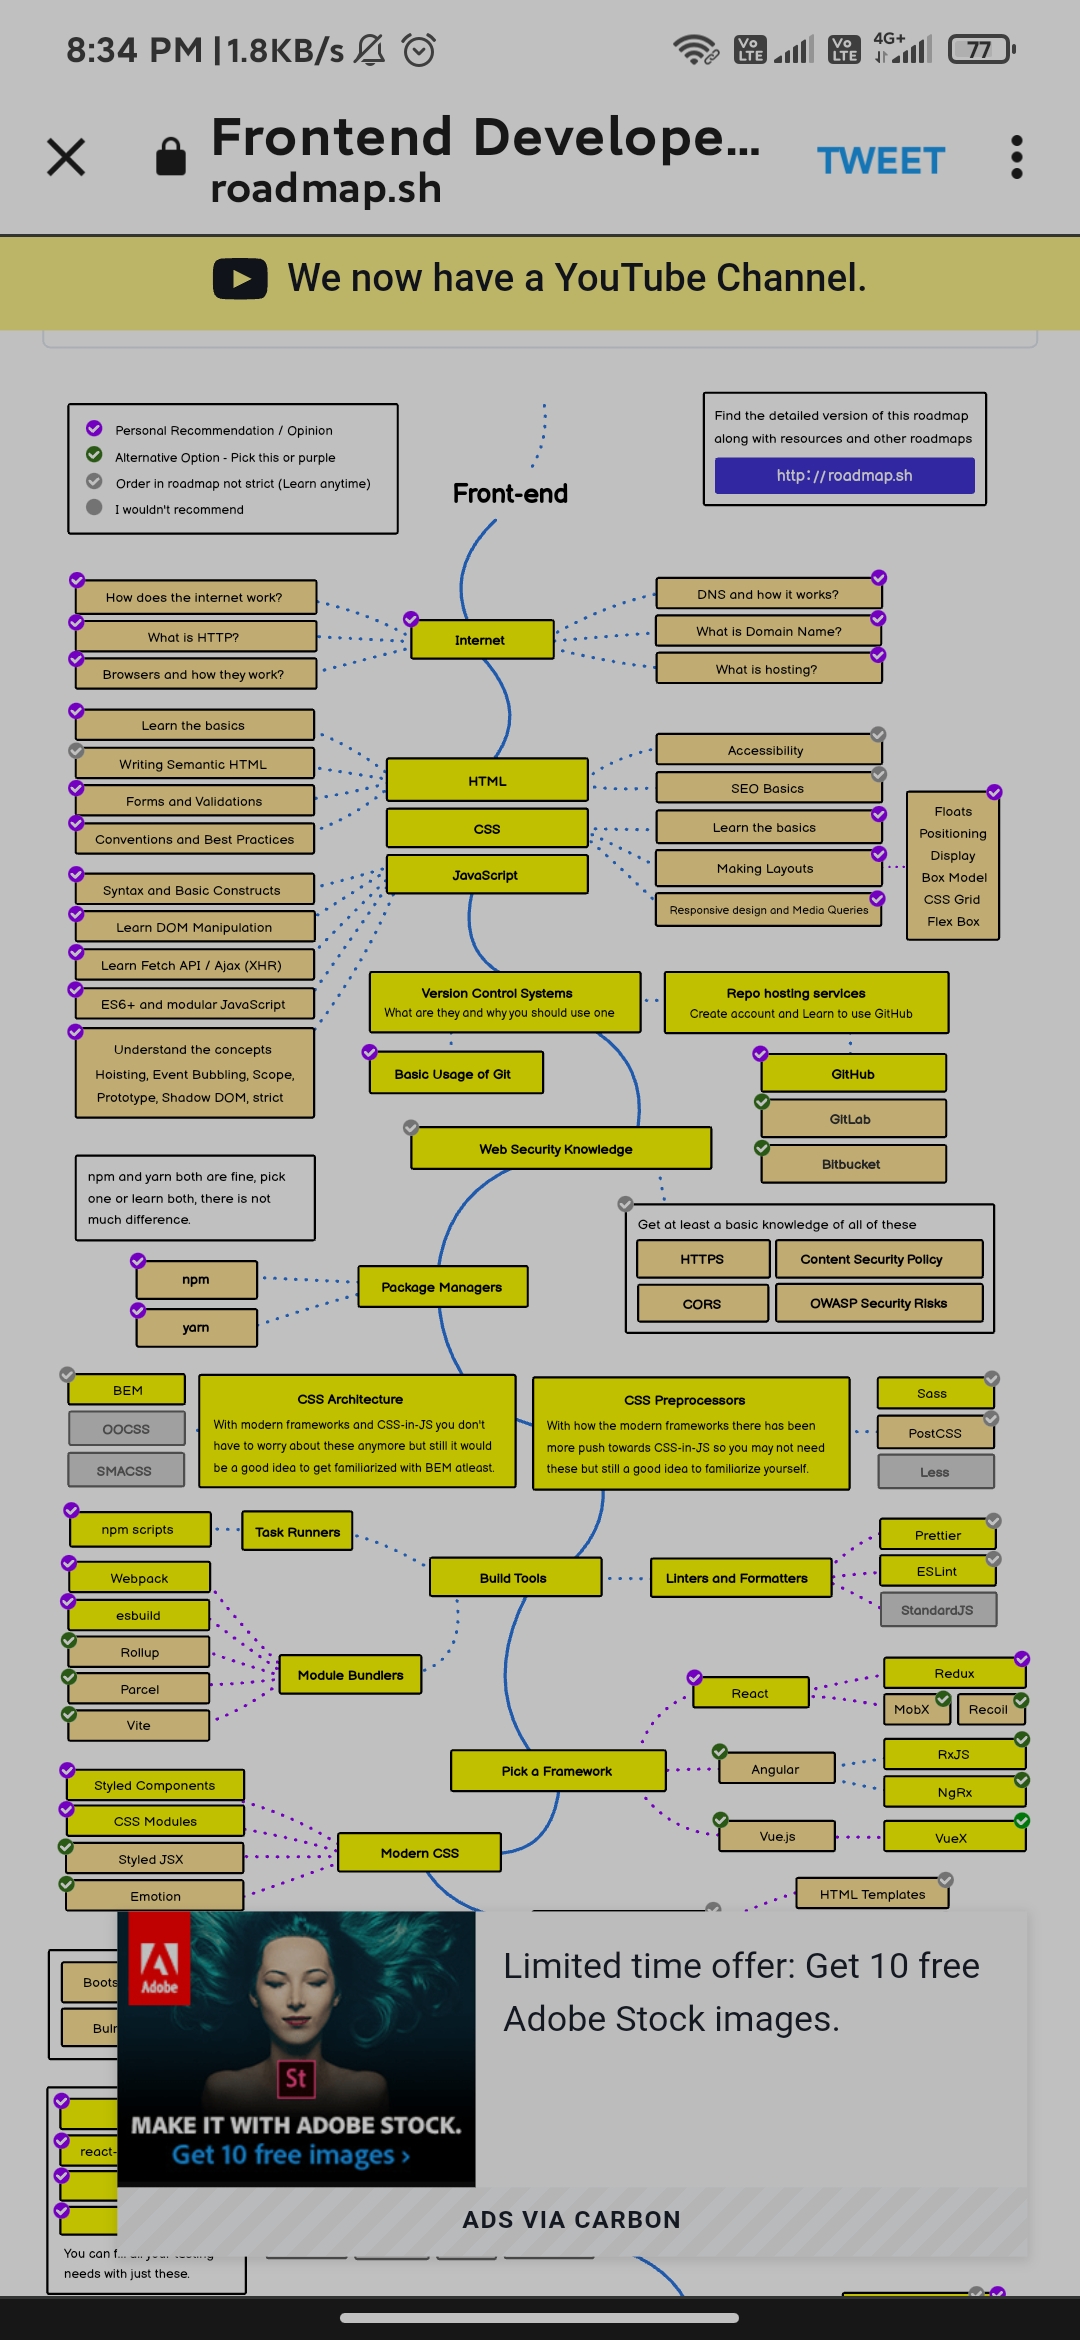 8:34 PM | 1.8KB/s
Vo LTE
Vo LTE
4G+
77
Frontend Develope...
roadmap.sh
TWEET
We now have a YouTube Channel.
Personal Recommendation / Opinion
Alternative Option - Pick this or purple
Order in roadmap not strict (Learn anytime)
I wouldn't recommend
Find the detailed version of this roadmap
along with resources and other roadmaps
http://roadmap.sh
Front-end
How does the internet work?
What is HTTP?
Browsers and how they work?
Internet
DNS and how it works?
What is Domain Name?
What is hosting?
Learn the basics
Writing Semantic HTML
Forms and Validations
Conventions and Best Practices
HTML
CSS
JavaScript
Accessibility
SEO Basics
Learn the basics
Making Layouts
Responsive design and Media Queries
Floats
Positioning
Display
Box Model
CSS Grid
Flex Box
Syntax and Basic Constructs
Learn DOM Manipulation
Learn Fetch API / Ajax (XHR)
ES6+ and modular JavaScript
Understand the concepts
Hoisting, Event Bubbling, Scope,
Prototype, Shadow DOM, strict
Version Control Systems
What are they and why you should use one
Repo hosting services
Create account and Learn to use GitHub
Basic Usage of Git
GitHub
GitLab
Bitbucket
Web Security Knowledge
npm and yarn both are fine, pick
one or learn both, there is not
much difference.
Get at least a basic knowledge of all of these
HTTPS
Content Security Policy
CORS
OWASP Security Risks
npm
yarn
Package Managers
BEM
OOCSS
SMACSS
CSS Architecture
With modern frameworks and CSS-in-JS you don't
have to worry about these anymore but still it would
be a good idea to get familiarized with BEM atleast.
CSS Preprocessors
With how the modern frameworks there has been
more push towards CSS-in-JS so you may not need
these but still a good idea to familiarize yourself.
Sass
PostCSS
Less
npm scripts
Task Runners
Webpack
esbuild
Rollup
Parcel
Vite
Module Bundlers
Build Tools
Linters and Formatters
Prettier
ESLint
StandardJS
React
Redux
MobX
Recoil
Pick a Framework
Angular
RxJS
NgRx
Vue.js
VueX
Styled Components
CSS Modules
Styled JSX
Emotion
Modern CSS
HTML Templates
Boots
Bul
react-
You can f
needs with just these.
Adobe
St
MAKE IT WITH ADOBE STOCK.
Get 10 free images ›
Limited time offer: Get 10 free
Adobe Stock images.
ADS VIA CARBON